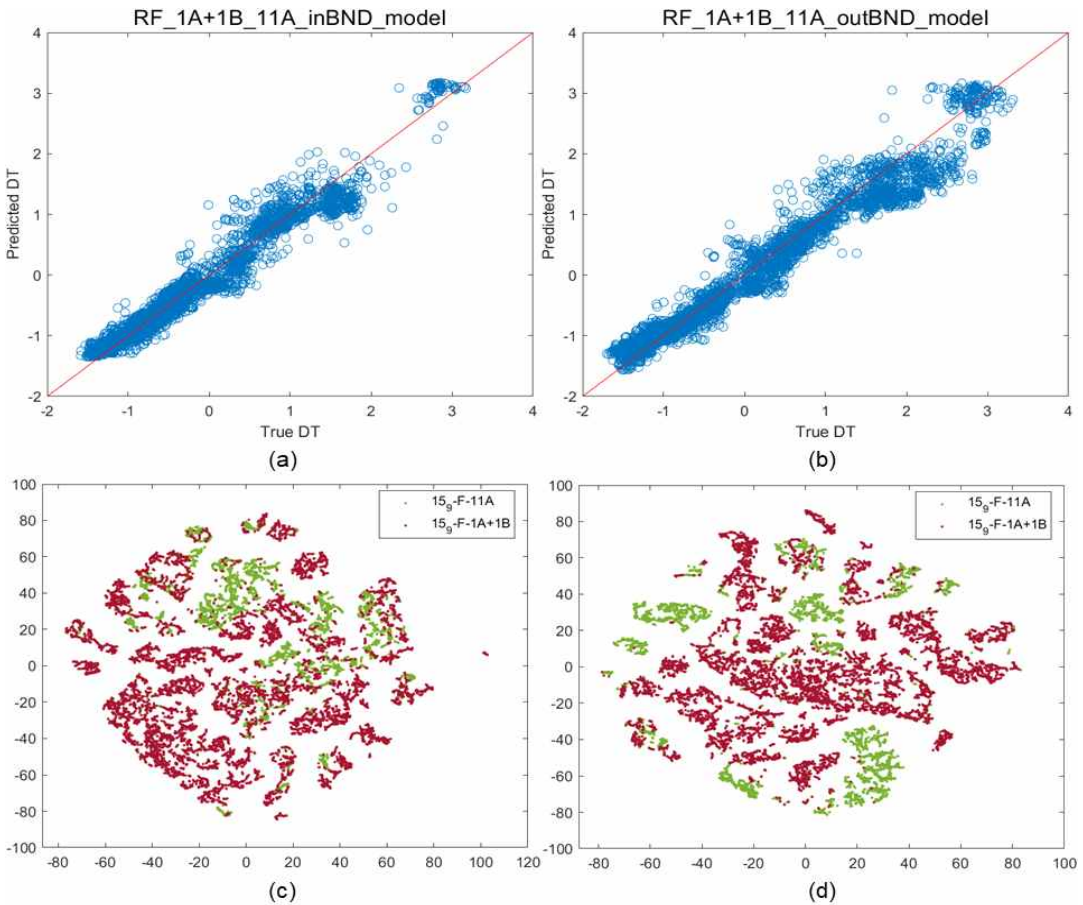 RF_1A+1B_11A_inBND_model
4
3
2
1
0
-1
-2
Predicted DT
-2 -1 0 1 2 3 4
True DT
(a)
RF_1A+1B_11A_outBND_model
4
3
2
1
0
-1
-2
Predicted DT
-2 -1 0 1 2 3 4
True DT
(b)
100
80
60
40
20
0
-20
-40
-60
-80
-100
15₉-F-11A
15₉-F-1A+1B
-80 -60 -40 -20 0 20 40 60 80 100 120
(c)
100
80
60
40
20
0
-20
-40
-60
-80
-100
15₉-F-11A
15₉-F-1A+1B
-80 -60 -40 -20 0 20 40 60 80 100
(d)